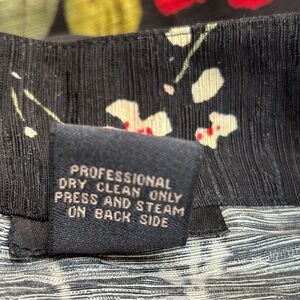 PROFESSIONAL
DRY CLEAN ONLY
PRESS AND STEAM
ON BACK SIDE